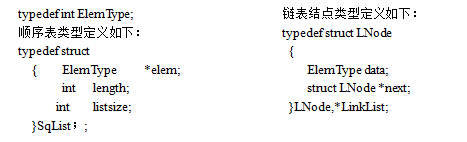 typedef int ElemType;
顺序表类型定义如下：
typedef struct
{ ElemType *elem;
int length;
int listsize;
}SqList；;
链表结点类型定义如下：
typedef struct LNode
{
ElemType data;
struct LNode *next;
}LNode,*LinkList;